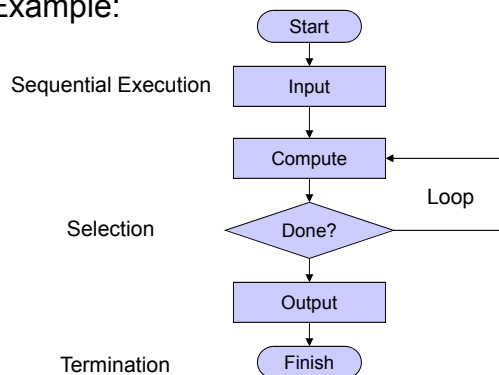 Example:
Start
Sequential Execution
Input
Compute
Loop
Selection
Done?
Output
Termination
Finish